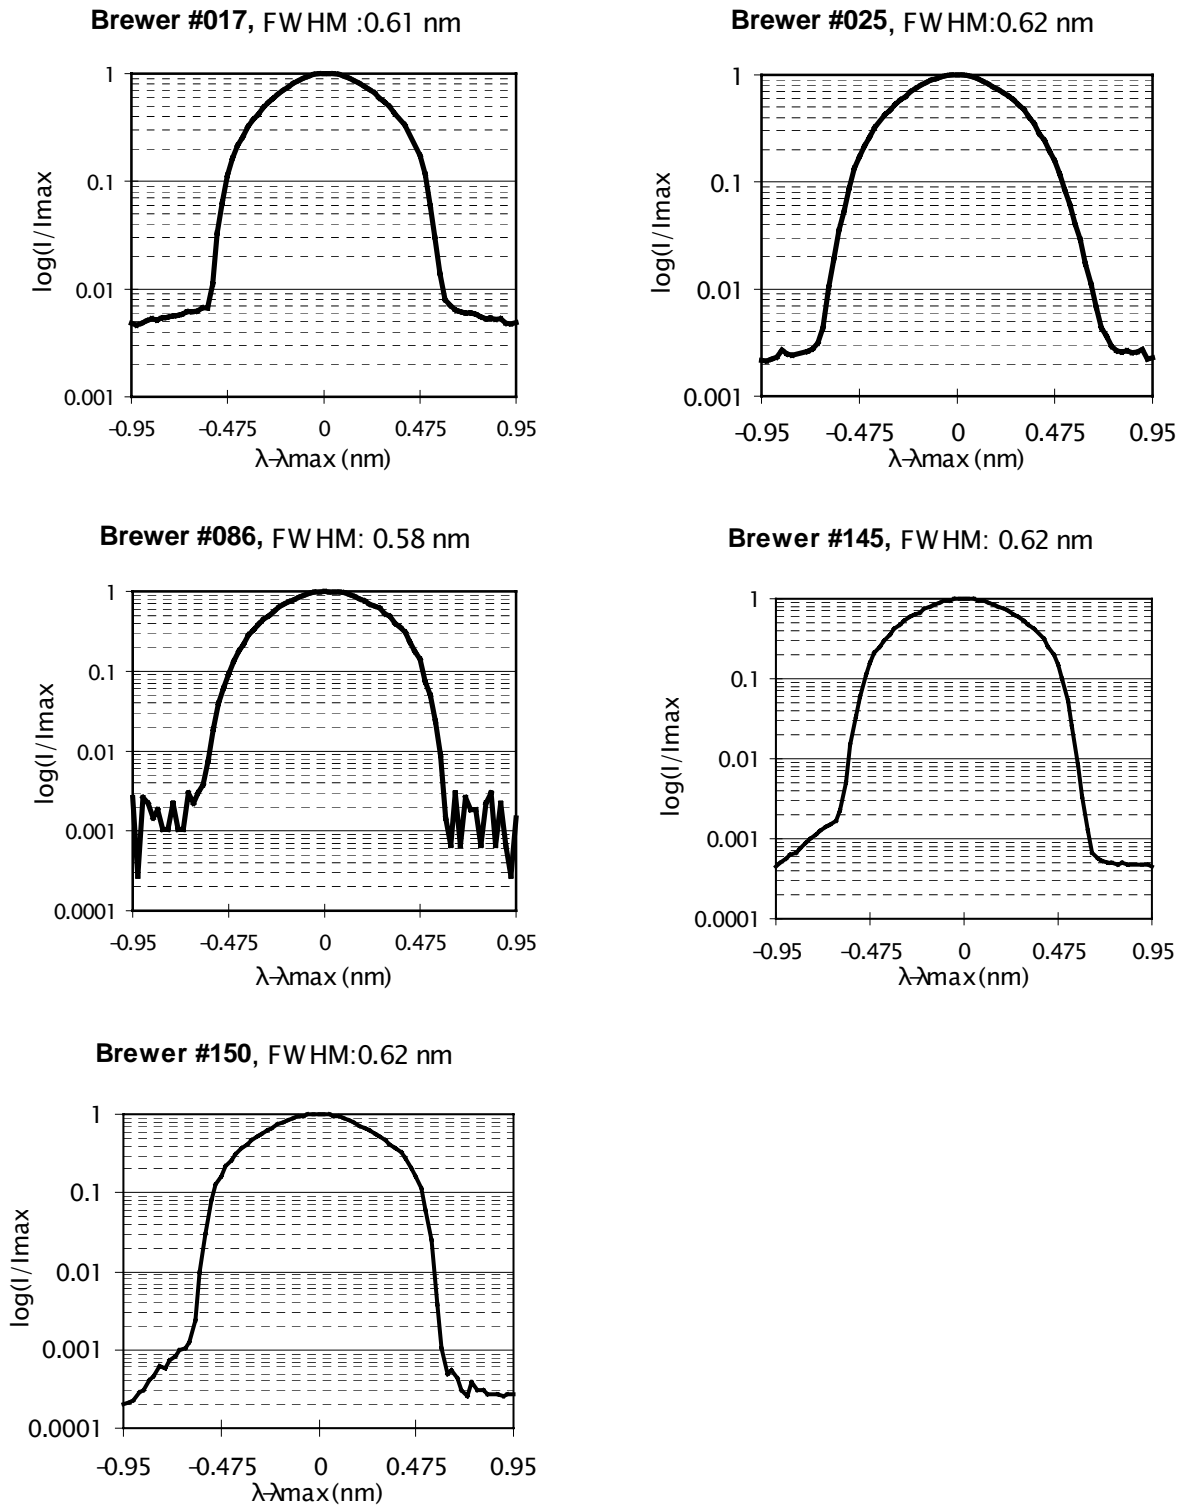 Brewer #017, FWHM :0.61 nm
1
0.1
0.01
0.001
log(I/Imax
-0.95 -0.475 0 0.475 0.95
λ-λmax (nm)
Brewer #025, FWHM:0.62 nm
1
0.1
0.01
0.001
log(I/Imax
-0.95 -0.475 0 0.475 0.95
λ-λmax (nm)
Brewer #086, FWHM: 0.58 nm
1
0.1
0.01
0.001
0.0001
log(I/Imax
-0.95 -0.475 0 0.475 0.95
λ-λmax (nm)
Brewer #145, FWHM: 0.62 nm
1
0.1
0.01
0.001
0.0001
log(I/Imax
-0.95 -0.475 0 0.475 0.95
λ-λmax (nm)
Brewer #150, FWHM:0.62 nm
1
0.1
0.01
0.001
0.0001
log(I/Imax
-0.95 -0.475 0 0.475 0.95
λ-λmax (nm)